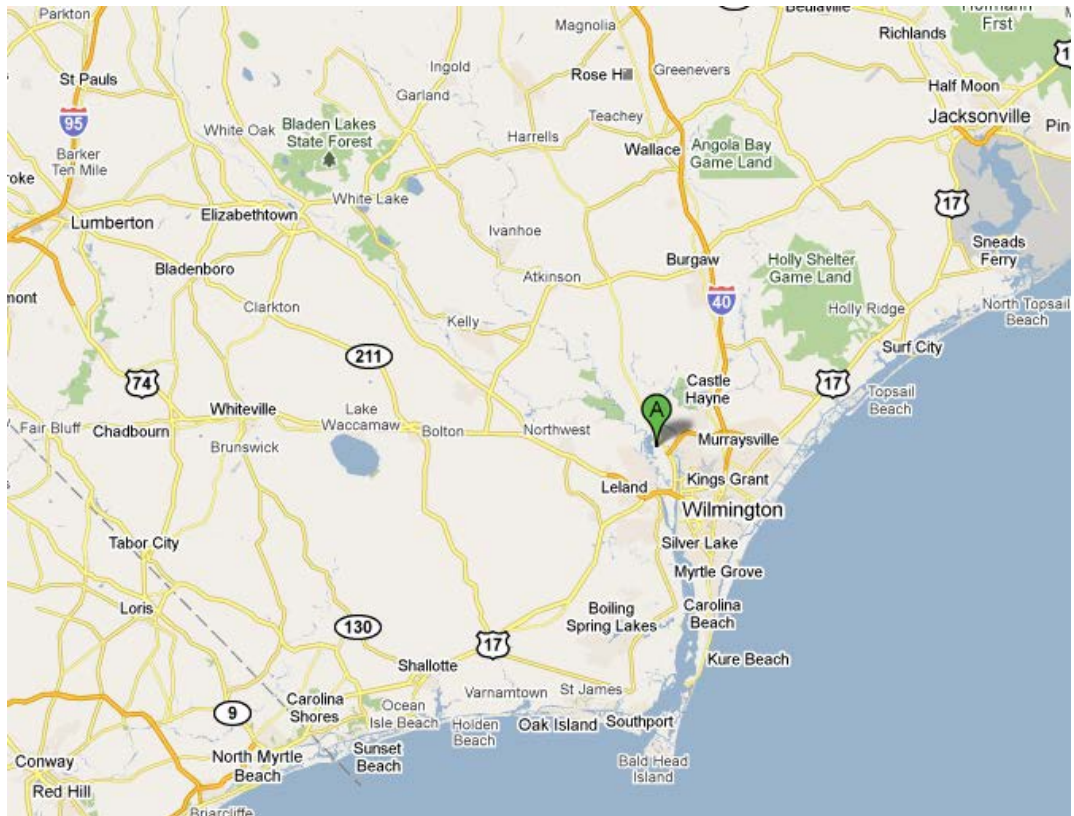 Parkton
Magnolia
Beulaville
Hofmann
Frst
Richlands
St Pauls
Ingold
Rose Hill
Greenevers
Half Moon
Garland
Jacksonville
95
White Oak
Bladen Lakes
State Forest
Harrells
Teachey
Wallace
Angola Bay
Game Land
Barker
Ten Mile
White Lake
17
Lumberton
Elizabethtown
Ivanhoe
Sneads
Ferry
Bladenboro
Atkinson
Burgaw
Holly Shelter
Game Land
mont
Clarkton
Kelly
40
Holly Ridge
North Topsail
Beach
211
Surf City
74
Castle
Hayne
17
Topsail
Beach
Whiteville
Lake
Waccamaw
A
Fair Bluff
Chadbourn
Bolton
Northwest
Murraysville
Brunswick
Leland
Kings Grant
Wilmington
Tabor City
Silver Lake
Myrtle Grove
Loris
Boiling
Spring Lakes
Carolina
Beach
130
17
Kure Beach
Shallotte
Carolina
Shores
Varnamtown
St James
9
Ocean
Isle Beach
Holden
Beach
Oak Island
Southport
North Myrtle
Beach
Sunset
Beach
Bald Head
Island
Conway
Red Hill
Briarcliffe